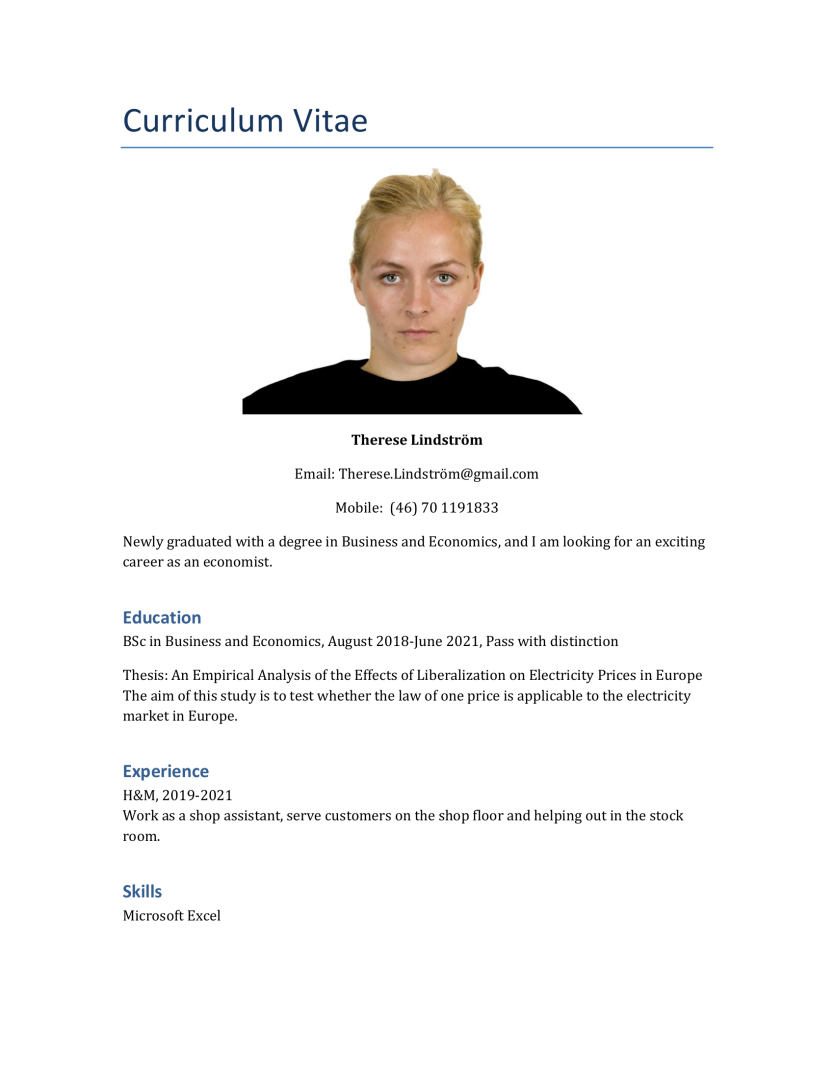 Curriculum Vitae
Therese Lindström
Email: Therese.Lindström@gmail.com
Mobile:  (46) 70 1191833
Newly graduated with a degree in Business and Economics, and I am looking for an exciting
career as an economist.
Education
BSc in Business and Economics, August 2018-June 2021, Pass with distinction
Thesis: An Empirical Analysis of the Effects of Liberalization on Electricity Prices in Europe
The aim of this study is to test whether the law of one price is applicable to the electricity
market in Europe.
Experience
H&M, 2019-2021
Work as a shop assistant, serve customers on the shop floor and helping out in the stock
room.
Skills
Microsoft Excel